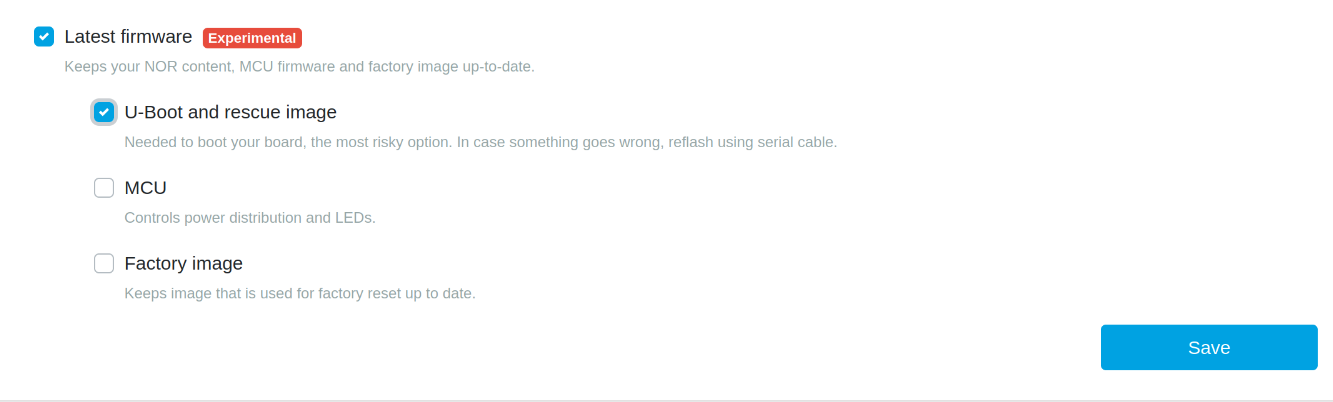 Latest firmware Experimental
Keeps your NOR content, MCU firmware and factory image up-to-date.
U-Boot and rescue image
Needed to boot your board, the most risky option. In case something goes wrong, reflash using serial cable.
MCU
Controls power distribution and LEDs.
Factory image
Keeps image that is used for factory reset up to date.
Save